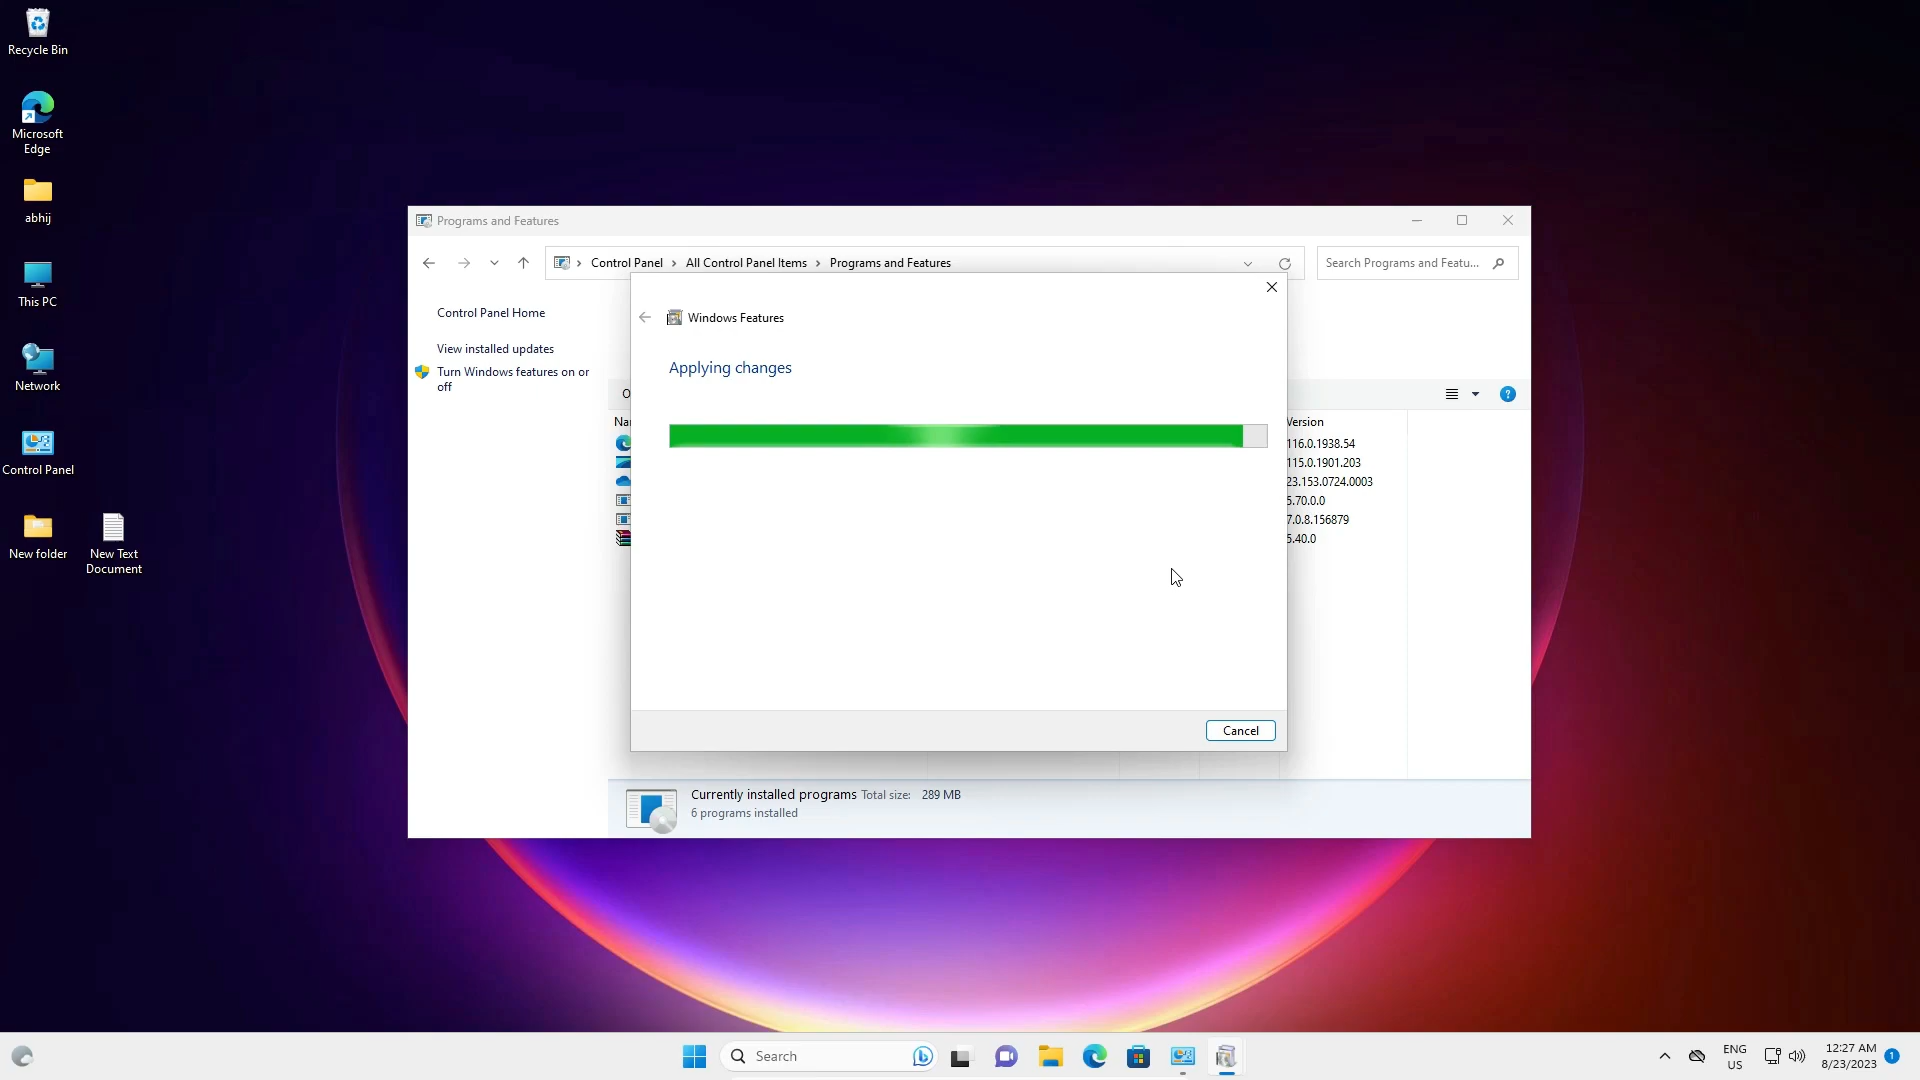 Recycle Bin
Microsoft
Edge
abhij
This PC
Network
Control Panel
New folder
New Text
Document
Programs and Features
Control Panel
All Control Panel Items
Programs and Features
Search Programs and Featu...
Control Panel Home
View installed updates
Turn Windows features on or
off
Windows Features
Applying changes
Cancel
116.0.1938.54
115.0.1901.203
23.153.0724.0003
5.70.0.0
7.0.8.156879
5.40.0
Currently installed programs Total size: 289 MB
6 programs installed
Search
ENG
US
12:27 AM
8/23/2023
1